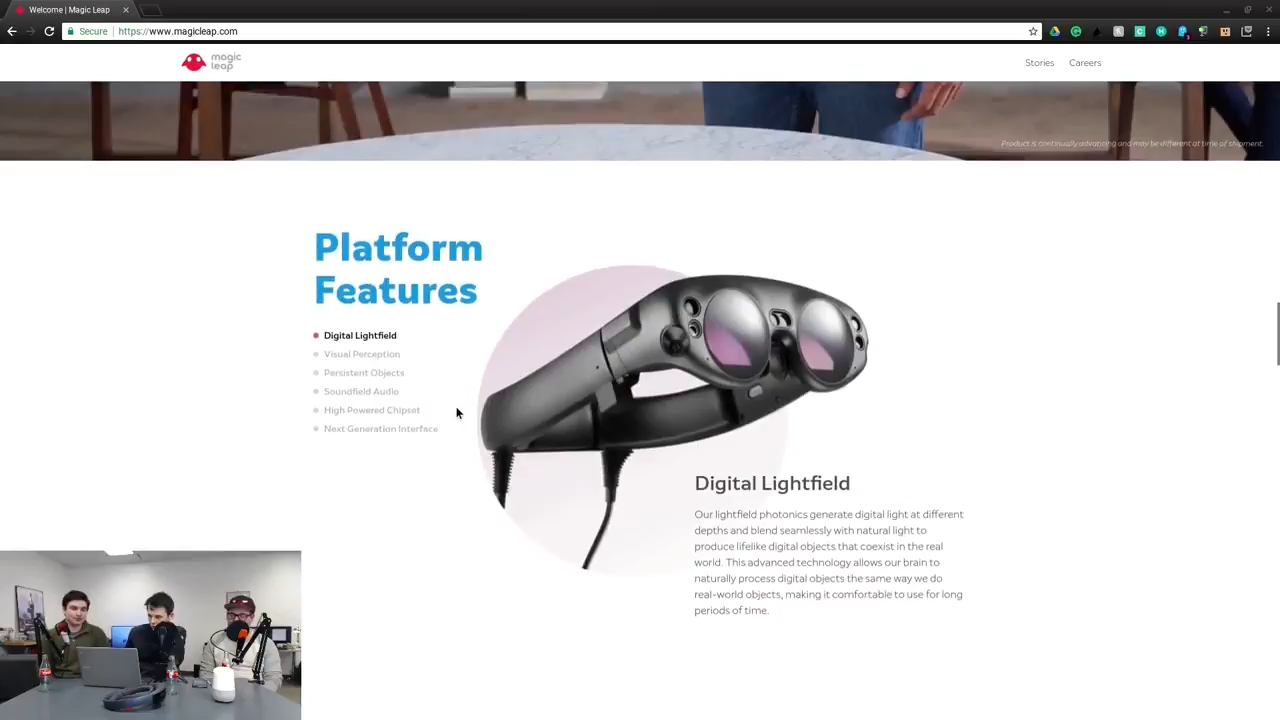 Welcome | Magic Leap
Secure
https://www.magicleap.com
magic
leap
Stories
Careers
Product is continually advancing and may be different at time of shipment.
Platform
Features
Digital Lightfield
Visual Perception
Persistent Objects
Soundfield Audio
High Powered Chipset
Next Generation Interface
Digital Lightfield
Our lightfield photonics generate digital light at different
depths and blend seamlessly with natural light to
produce lifelike digital objects that coexist in the real
world. This advanced technology allows our brain to
naturally process digital objects the same way we do
real-world objects, making it comfortable to use for long
periods of time.